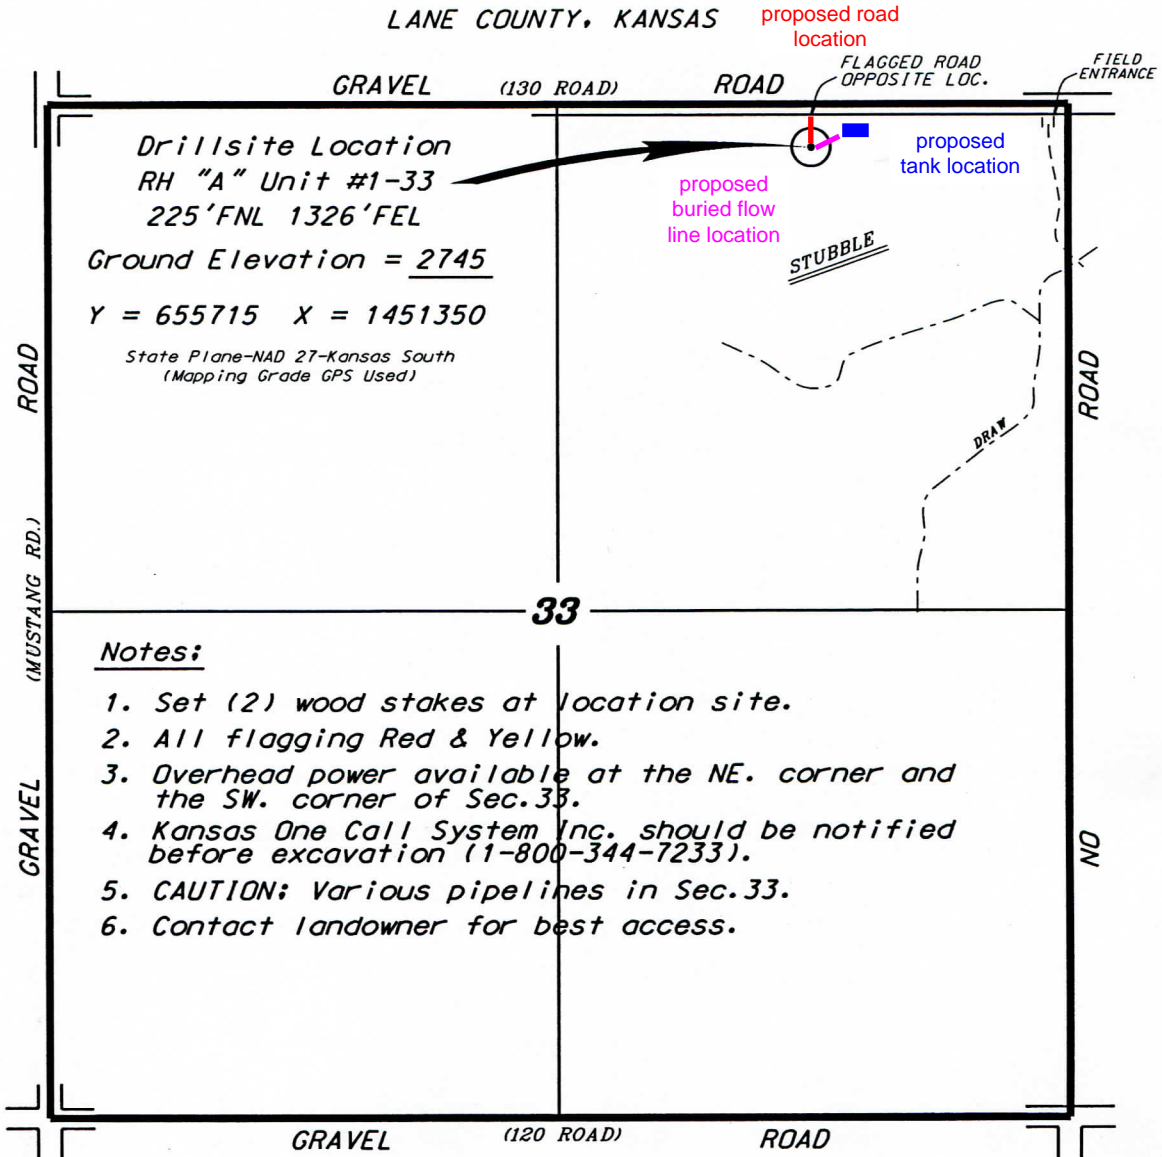 LANE COUNTY, KANSAS
proposed road
location
FLAGGED ROAD
OPPOSITE LOC.
FIELD
ENTRANCE
GRAVEL (130 ROAD) ROAD
Drillsite Location
RH "A" Unit #1-33
225'FNL 1326'FEL
Ground Elevation = 2745
Y = 655715 X = 1451350
State Plane-NAD 27-Kansas South
(Mapping Grade GPS Used)
proposed
tank location
proposed
buried flow
line location
STUBBLE
DRAW
ROAD
(MUSTANG RD.)
GRAVEL
ROAD
NO
33
Notes:
1. Set (2) wood stakes at location site.
2. All flagging Red & Yellow.
3. Overhead power available at the NE. corner and
the SW. corner of Sec.33.
4. Kansas One Call System Inc. should be notified
before excavation (1-800-344-7233).
5. CAUTION: Various pipelines in Sec.33.
6. Contact landowner for best access.
GRAVEL (120 ROAD) ROAD